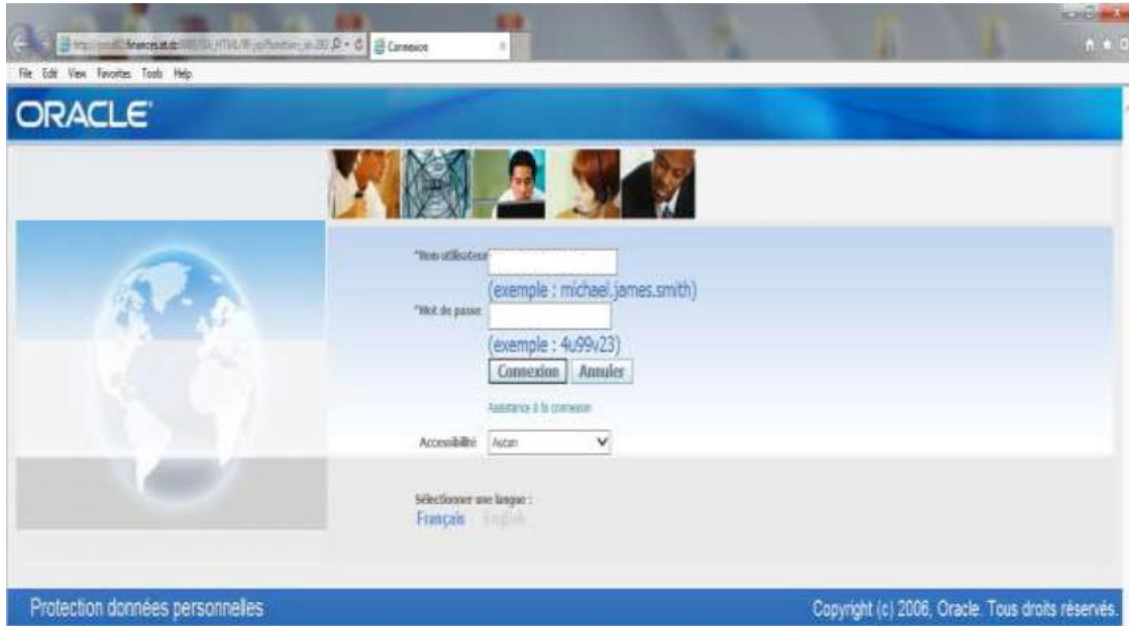 Connexion
File Edit View Favorites Tools Help
ORACLE
*Nom utilisateur
(exemple : michael.james.smith)
*Mot de passe
(exemple : 4u99v23)
Connexion Annuler
Assistance à la connexion
Accessibilité Aucun
Sélectionner une langue :
Français English
Protection données personnelles
Copyright (c) 2006, Oracle. Tous droits réservés.